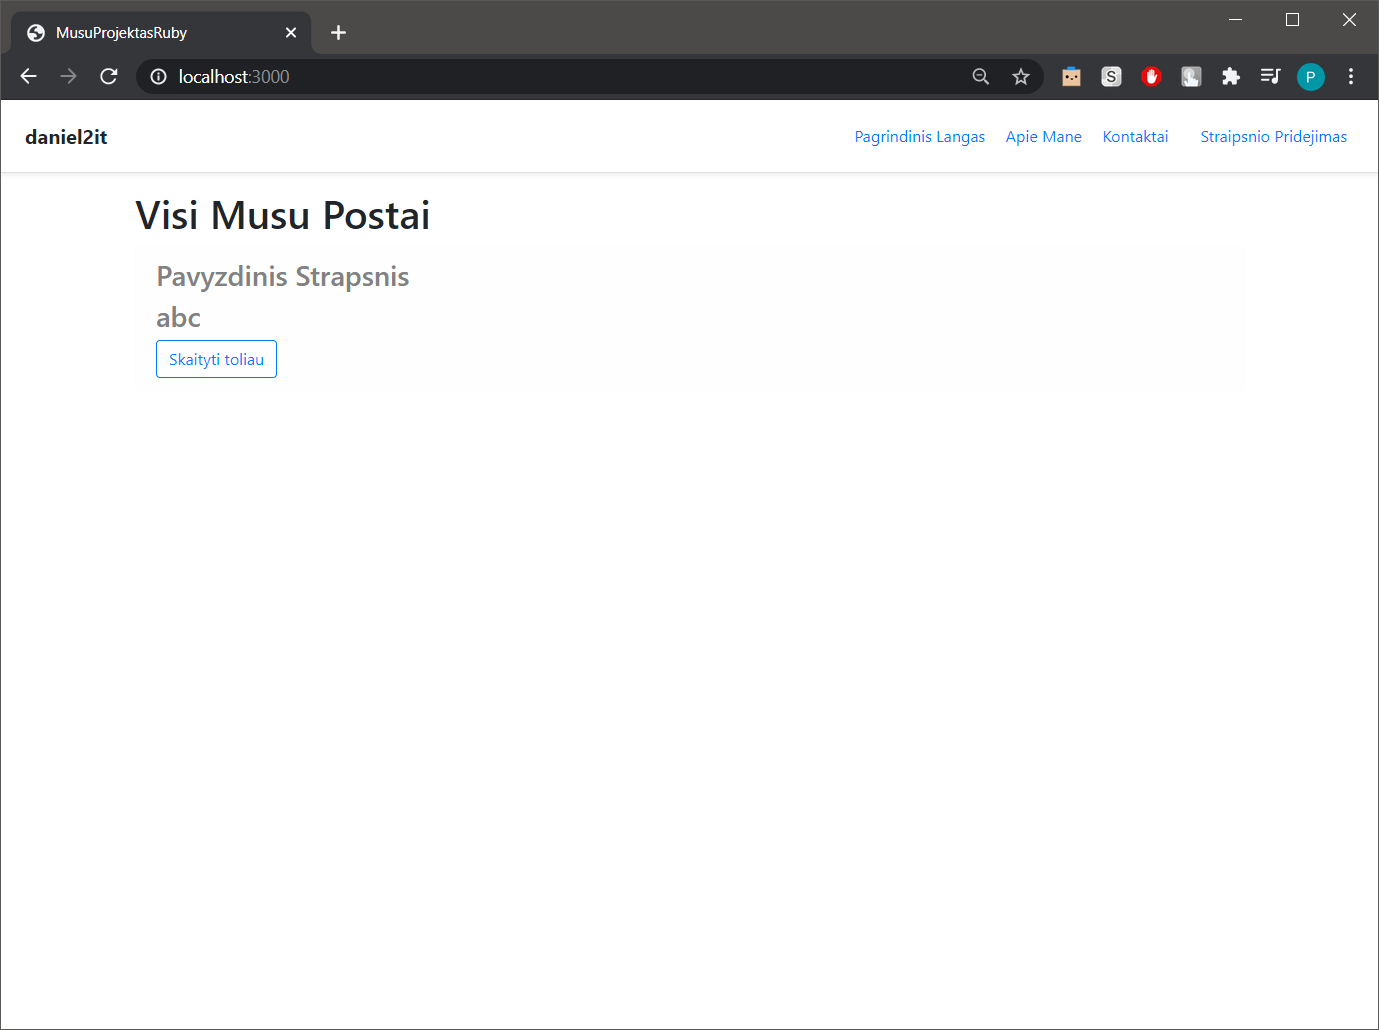 MusuProjektasRuby
localhost:3000
S
P
daniel2it
Pagrindinis Langas Apie Mane Kontaktai Straipsnio Pridejimas
Visi Musu Postai
Pavyzdinis Strapsnis
abc
Skaityti toliau